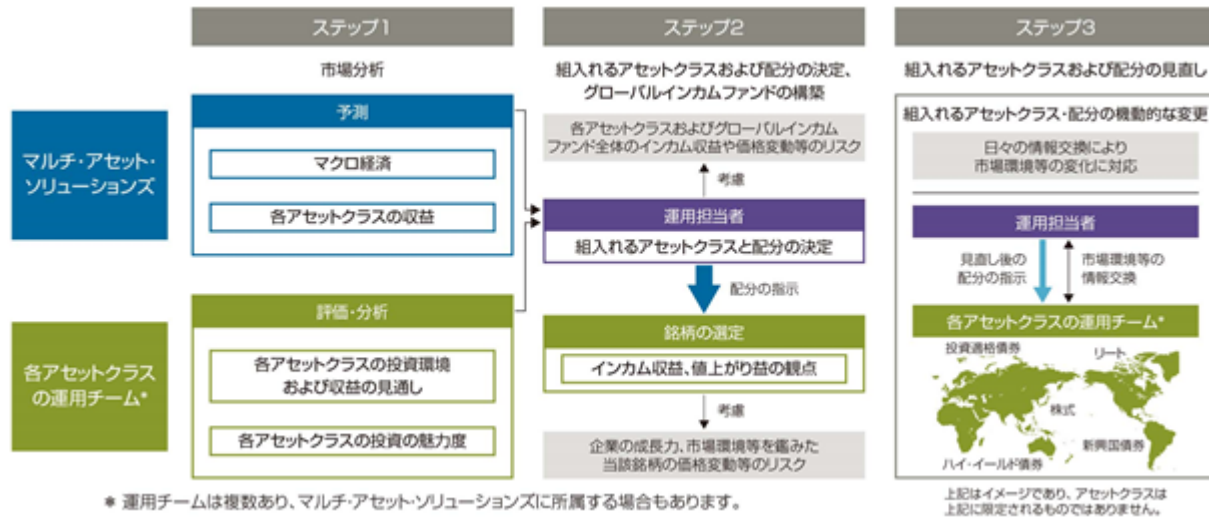 ステップ1
ステップ2
ステップ3
市場分析
組入れるアセットクラスおよび配分の決定、
グローバルインカムファンドの構築
組入れるアセットクラスおよび配分の見直し
マルチ・アセット・
ソリューションズ
予測
マクロ経済
各アセットクラスの収益
各アセットクラス
の運用チーム*
評価・分析
各アセットクラスの投資環境
および収益の見通し
各アセットクラスの投資の魅力度
各アセットクラスおよびグローバルインカム
ファンド全体のインカム収益や価格変動等のリスク
考慮
運用担当者
組入れるアセットクラスと配分の決定
配分の指示
銘柄の選定
インカム収益、値上がり益の観点
考慮
企業の成長力、市場環境等を鑑みた
当該銘柄の価格変動等のリスク
組入れるアセットクラス・配分の機動的な変更
日々の情報交換により
市場環境等の変化に対応
運用担当者
見直し後の
配分の指示
市場環境等の
情報交換
各アセットクラスの運用チーム*
投資適格債券
リート
株式
新興国債券
ハイ・イールド債券
* 運用チームは複数あり、マルチ・アセット・ソリューションズに所属する場合もあります。
上記はイメージであり、アセットクラスは
上記に限定されるものではありません。